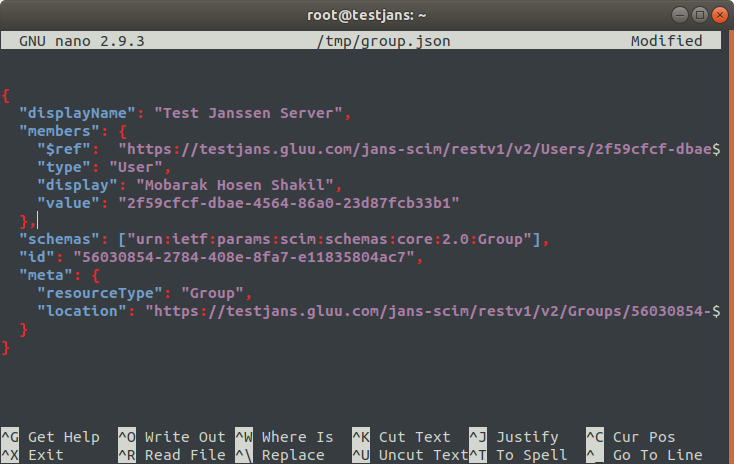 root@testjans: ~
GNU nano 2.9.3 /tmp/group.json Modified
{
"displayName": "Test Janssen Server",
"members": {
"$ref":  "https://testjans.gluu.com/jans-scim/restv1/v2/Users/2f59cfcf-dbae$
"type": "User",
"display": "Mobarak Hosen Shakil",
"value": "2f59cfcf-dbae-4564-86a0-23d87fcb33b1"
},
"schemas": ["urn:ietf:params:scim:schemas:core:2.0:Group"],
"id": "56030854-2784-408e-8fa7-e11835804ac7",
"meta": {
"resourceType": "Group",
"location": "https://testjans.gluu.com/jans-scim/restv1/v2/Groups/56030854-$
}
}
^G Get Help ^O Write Out ^W Where Is ^K Cut Text ^J Justify ^C Cur Pos
^X Exit ^R Read File ^\ Replace ^U Uncut Text ^T To Spell ^_ Go To Line